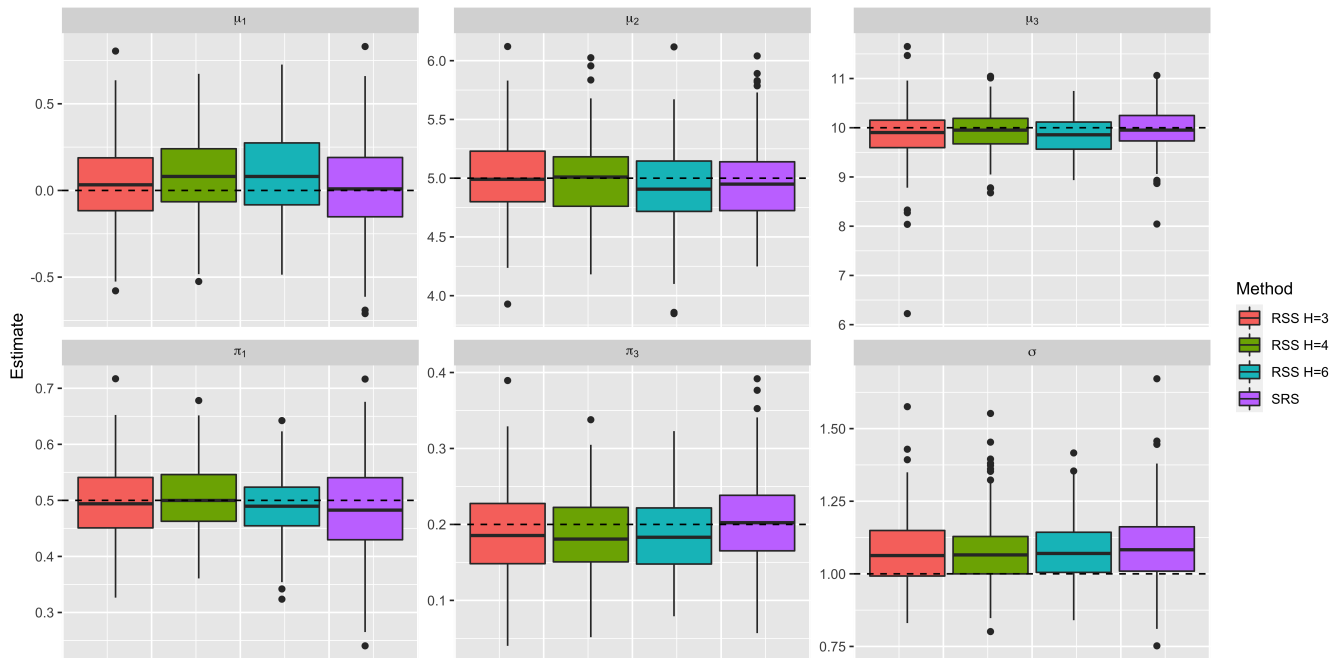 μ₁
μ₂
μ₃
0.5
0.0
-0.5
6.0
5.5
5.0
4.5
4.0
11
10
9
8
7
6
Estimate
π₁
π₃
σ
0.7
0.6
0.5
0.4
0.3
0.4
0.3
0.2
0.1
1.50
1.25
1.00
0.75
Method
RSS H=3
RSS H=4
RSS H=6
SRS